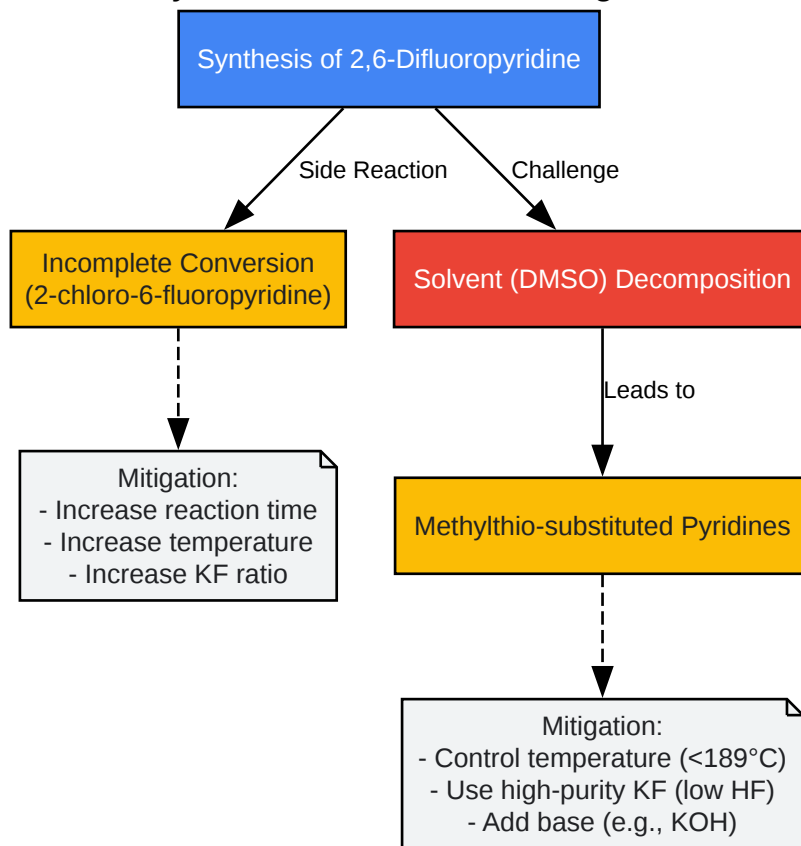 Synthesis of 2,6-Difluoropyridine
Side Reaction
Challenge
Incomplete Conversion
(2-chloro-6-fluoropyridine)
Solvent (DMSO) Decomposition
Leads to
Mitigation:
- Increase reaction time
- Increase temperature
- Increase KF ratio
Methylthio-substituted Pyridines
Mitigation:
- Control temperature (<189°C)
- Use high-purity KF (low HF)
- Add base (e.g., KOH)